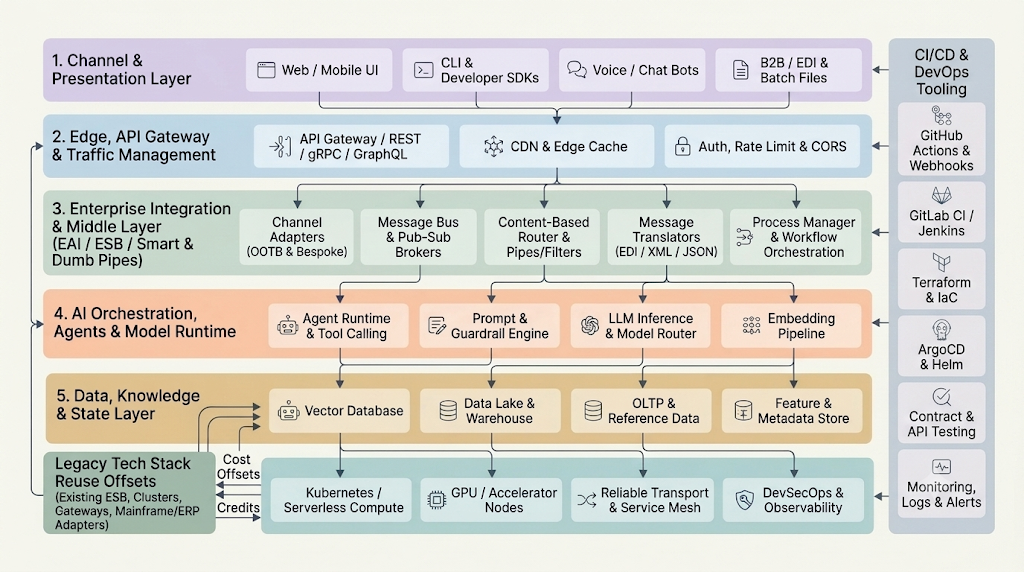 1. Channel &
Presentation Layer
Web / Mobile UI
CLI &
Developer SDKs
Voice / Chat Bots
B2B / EDI &
Batch Files
2. Edge, API Gateway
& Traffic Management
API Gateway / REST
/ gRPC / GraphQL
CDN & Edge Cache
Auth, Rate Limit & CORS
3. Enterprise Integration
& Middle Layer
(EAI / ESB / Smart &
Dumb Pipes)
Channel
Adapters
(OOTB & Bespoke)
Message Bus
& Pub-Sub
Brokers
Content-Based
Router &
Pipes/Filters
Message
Translators
(EDI / XML / JSON)
Process Manager
& Workflow
Orchestration
4. AI Orchestration,
Agents & Model Runtime
Agent Runtime
& Tool Calling
Prompt &
Guardrail Engine
LLM Inference
& Model Router
Embedding
Pipeline
5. Data, Knowledge
& State Layer
Vector Database
Data Lake &
Warehouse
OLTP &
Reference Data
Feature &
Metadata Store
Legacy Tech Stack
Reuse Offsets
(Existing ESB, Clusters,
Gateways, Mainframe/ERP
Adapters)
Cost
Offsets
Credits
Kubernetes /
Serverless Compute
GPU / Accelerator
Nodes
Reliable Transport
& Service Mesh
DevSecOps &
Observability
CI/CD &
DevOps
Tooling
GitHub
Actions &
Webhooks
GitLab CI /
Jenkins
Terraform
& IaC
ArgoCD
& Helm
Contract &
API Testing
Monitoring,
Logs & Alerts